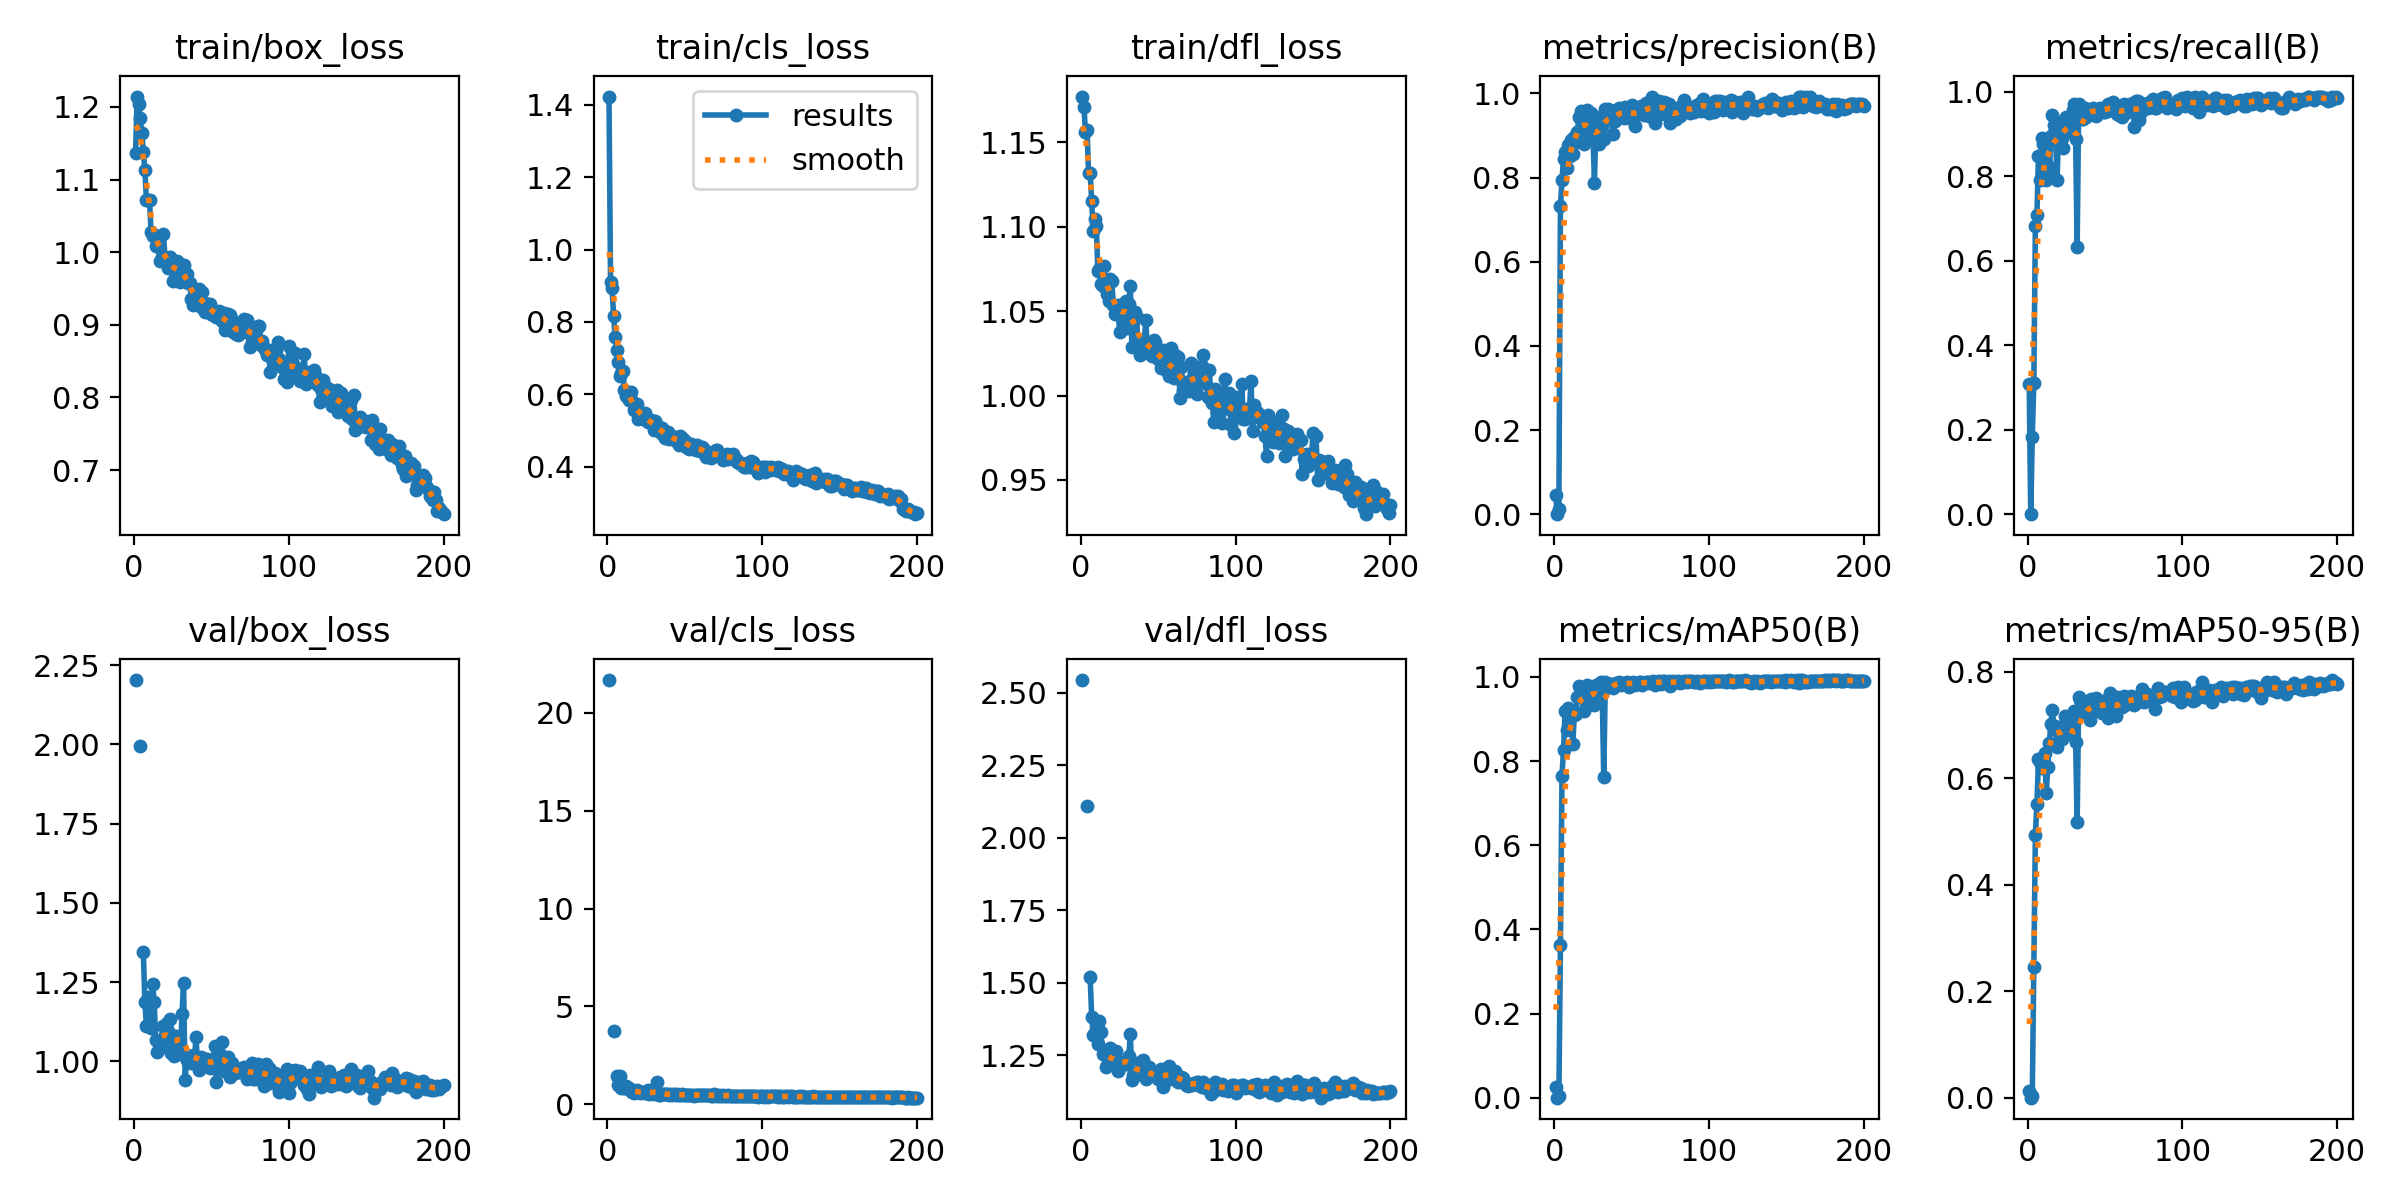 train/box_loss
1.2
1.1
1.0
0.9
0.8
0.7
0 100 200
train/cls_loss
results
smooth
1.4
1.2
1.0
0.8
0.6
0.4
0 100 200
train/dfl_loss
1.15
1.10
1.05
1.00
0.95
0 100 200
metrics/precision(B)
1.0
0.8
0.6
0.4
0.2
0.0
0 100 200
metrics/recall(B)
1.0
0.8
0.6
0.4
0.2
0.0
0 100 200
val/box_loss
2.25
2.00
1.75
1.50
1.25
1.00
0 100 200
val/cls_loss
20
15
10
5
0
0 100 200
val/dfl_loss
2.50
2.25
2.00
1.75
1.50
1.25
0 100 200
metrics/mAP50(B)
1.0
0.8
0.6
0.4
0.2
0.0
0 100 200
metrics/mAP50-95(B)
0.8
0.6
0.4
0.2
0.0
0 100 200